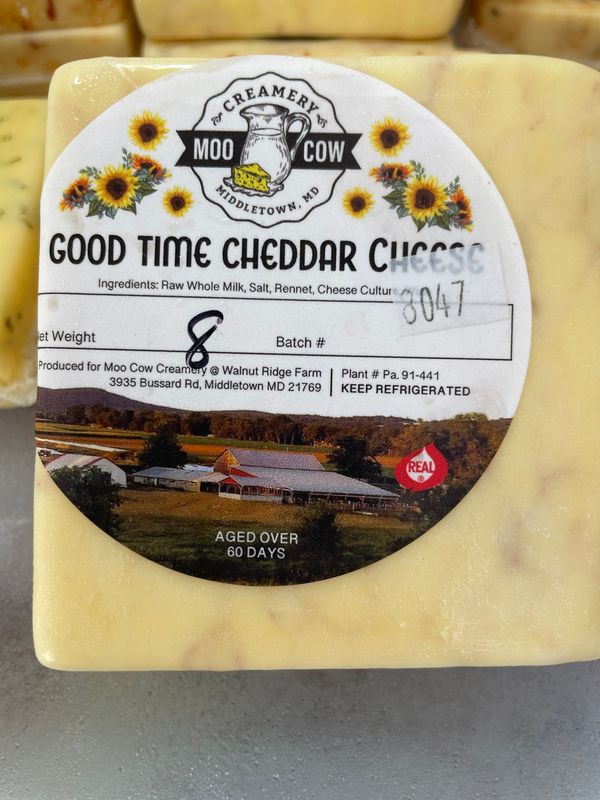 CREAMERY
MOO COW
MIDDLETOWN, MD
GOOD TIME CHEDDAR CHEESE
Ingredients: Raw Whole Milk, Salt, Rennet, Cheese
8047
Weight 8 Batch #
Produced for Moo Cow Creamery @ Walnut Ridge Farm
3935 Bussard Rd, Middletown MD 21769
Plant # Pa. 91-441
KEEP REFRIGERATED
REAL
®
AGED OVER
60 DAYS